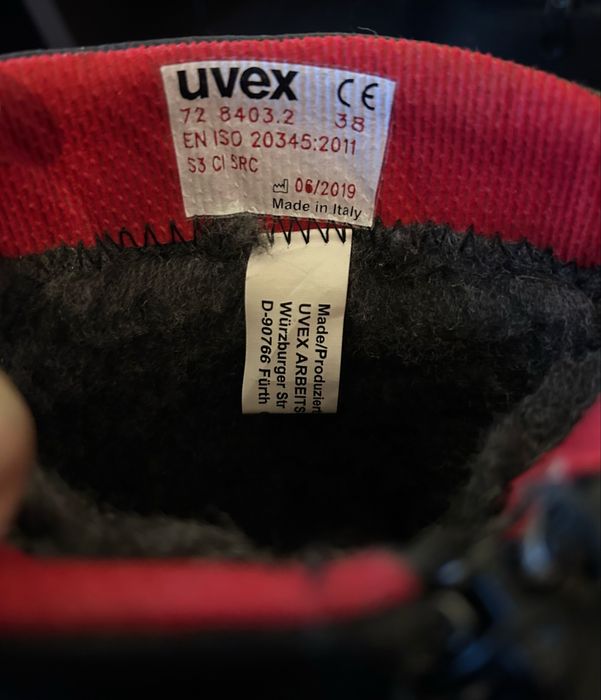 uvex CE
72 8403.2 38
EN ISO 20345:2011
S3 CI SRC
06/2019
Made in Italy
Made/Produziert
UVEX ARBEITS
Würzburger Str
D-90766 Fürth